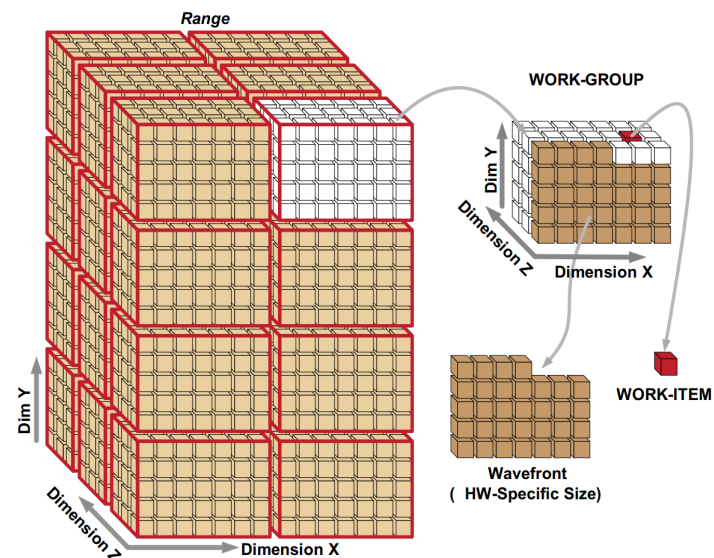 Range
WORK-GROUP
Dim Y
Dimension Z
Dimension X
WORK-ITEM
Wavefront
( HW-Specific Size)
Dim Y
Dimension Z
Dimension X